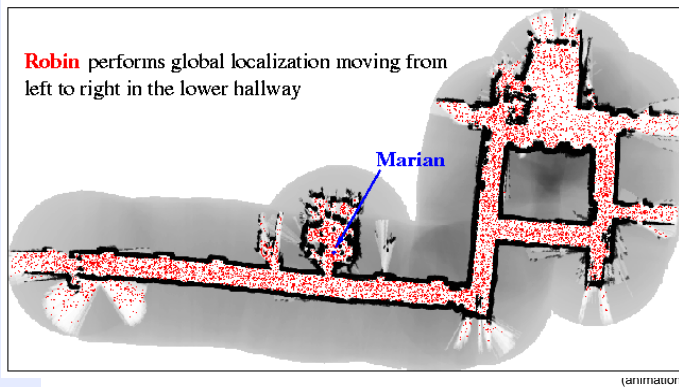 Robin performs global localization moving from
left to right in the lower hallway
Marian
(animation